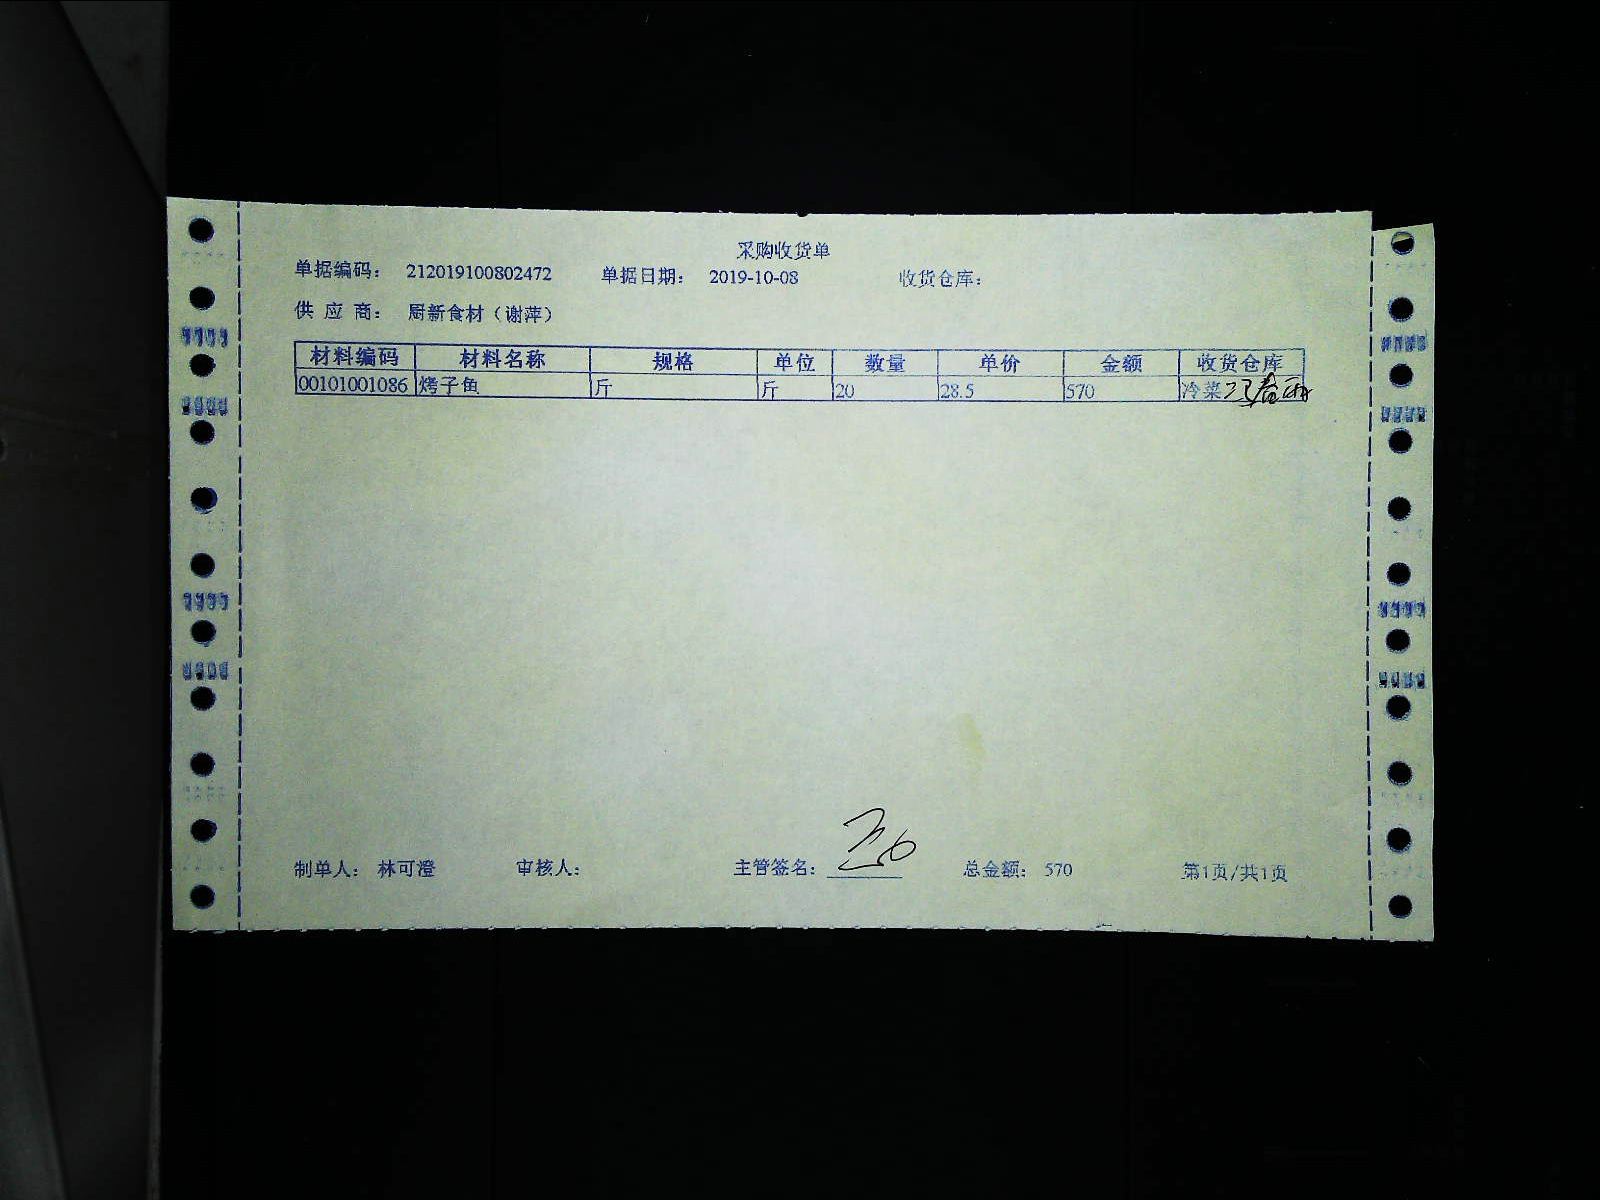 采购收货单
单据编码： 212019100802472 单据日期： 2019-10-08 收货仓库：
供 应 商： 厨新食材（谢萍）
材料编码 材料名称 规格 单位 数量 单价 金额 收货仓库
00101001086 烤子鱼 斤 斤 20 28.5 570 冷菜
制单人： 林可澄 审核人： 主管签名： 总金额： 570 第1页/共1页